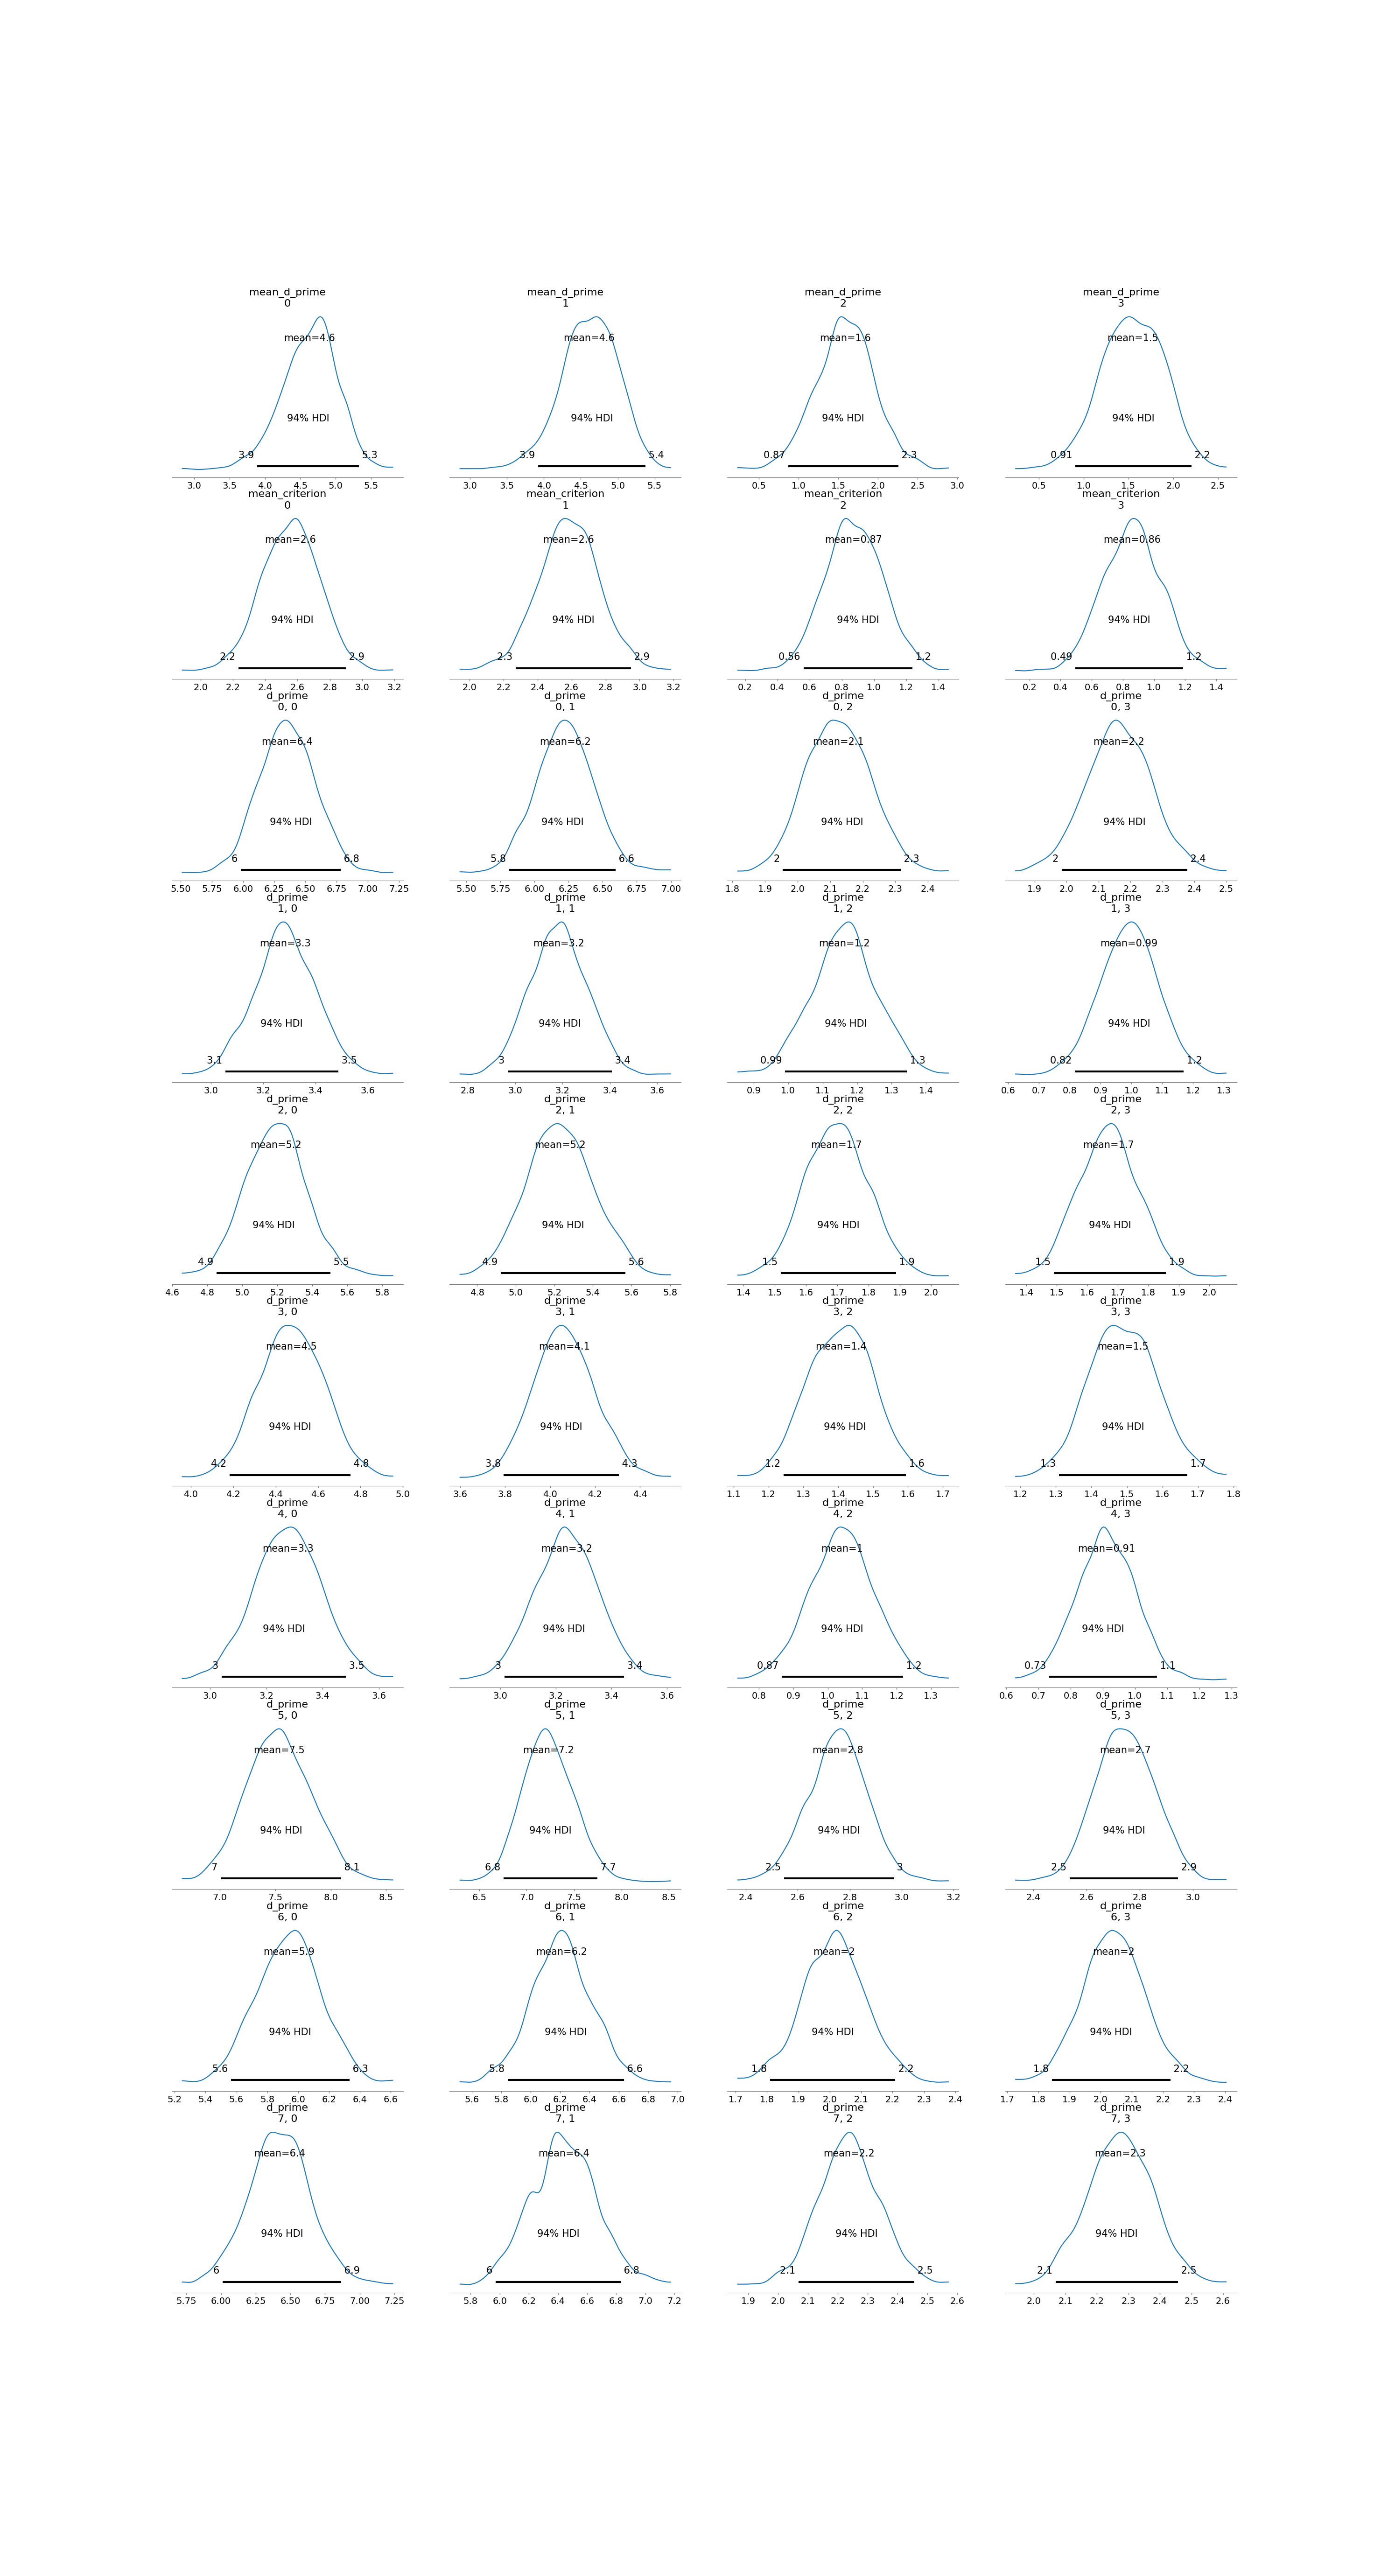 mean_d_prime mean_d_prime mean_d_prime mean_d_prime
0 1 2 3
mean=4.6 mean=4.6 mean=1.6 mean=1.5
94% HDI 94% HDI 94% HDI 94% HDI
3.9 5.3 3.9 5.4 0.87 2.3 0.91 2.2
3.0 3.5 4.0 4.5 5.0 5.5 3.0 3.5 4.0 4.5 5.0 5.5 0.5 1.0 1.5 2.0 2.5 3.0 0.5 1.0 1.5 2.0 2.5
mean_criterion mean_criterion mean_criterion mean_criterion
0 1 2 3
mean=2.6 mean=2.6 mean=0.87 mean=0.86
94% HDI 94% HDI 94% HDI 94% HDI
2.2 2.9 2.3 2.9 0.56 1.2 0.49 1.2
2.0 2.2 2.4 2.6 2.8 3.0 3.2 2.0 2.2 2.4 2.6 2.8 3.0 3.2 0.2 0.4 0.6 0.8 1.0 1.2 1.4 0.2 0.4 0.6 0.8 1.0 1.2 1.4
d_prime d_prime d_prime d_prime
0, 0 0, 1 0, 2 0, 3
mean=6.4 mean=6.2 mean=2.1 mean=2.2
94% HDI 94% HDI 94% HDI 94% HDI
6 6.8 5.8 6.6 2 2.3 2 2.4
5.50 5.75 6.00 6.25 6.50 6.75 7.00 7.25 5.50 5.75 6.00 6.25 6.50 6.75 7.00 1.8 1.9 2.0 2.1 2.2 2.3 2.4 1.9 2.0 2.1 2.2 2.3 2.4 2.5
d_prime d_prime d_prime d_prime
1, 0 1, 1 1, 2 1, 3
mean=3.3 mean=3.2 mean=1.2 mean=0.99
94% HDI 94% HDI 94% HDI 94% HDI
3.1 3.5 3 3.4 0.99 1.3 0.82 1.2
3.0 3.2 3.4 3.6 2.8 3.0 3.2 3.4 3.6 0.9 1.0 1.1 1.2 1.3 1.4 0.6 0.7 0.8 0.9 1.0 1.1 1.2 1.3
d_prime d_prime d_prime d_prime
2, 0 2, 1 2, 2 2, 3
mean=5.2 mean=5.2 mean=1.7 mean=1.7
94% HDI 94% HDI 94% HDI 94% HDI
4.9 5.5 4.9 5.6 1.5 1.9 1.5 1.9
4.6 4.8 5.0 5.2 5.4 5.6 5.8 4.8 5.0 5.2 5.4 5.6 5.8 1.4 1.5 1.6 1.7 1.8 1.9 2.0 1.4 1.5 1.6 1.7 1.8 1.9 2.0
d_prime d_prime d_prime d_prime
3, 0 3, 1 3, 2 3, 3
mean=4.5 mean=4.1 mean=1.4 mean=1.5
94% HDI 94% HDI 94% HDI 94% HDI
4.2 4.8 3.8 4.3 1.2 1.6 1.3 1.7
4.0 4.2 4.4 4.6 4.8 5.0 3.6 3.8 4.0 4.2 4.4 1.1 1.2 1.3 1.4 1.5 1.6 1.7 1.2 1.3 1.4 1.5 1.6 1.7 1.8
d_prime d_prime d_prime d_prime
4, 0 4, 1 4, 2 4, 3
mean=3.3 mean=3.2 mean=1 mean=0.91
94% HDI 94% HDI 94% HDI 94% HDI
3 3.5 3 3.4 0.87 1.2 0.73 1.1
3.0 3.2 3.4 3.6 3.0 3.2 3.4 3.6 0.8 0.9 1.0 1.1 1.2 1.3 0.6 0.7 0.8 0.9 1.0 1.1 1.2 1.3
d_prime d_prime d_prime d_prime
5, 0 5, 1 5, 2 5, 3
mean=7.5 mean=7.2 mean=2.8 mean=2.7
94% HDI 94% HDI 94% HDI 94% HDI
7 8.1 6.8 7.7 2.5 3 2.5 2.9
7.0 7.5 8.0 8.5 6.5 7.0 7.5 8.0 8.5 2.4 2.6 2.8 3.0 3.2 2.4 2.6 2.8 3.0
d_prime d_prime d_prime d_prime
6, 0 6, 1 6, 2 6, 3
mean=5.9 mean=6.2 mean=2 mean=2
94% HDI 94% HDI 94% HDI 94% HDI
5.6 6.3 5.8 6.6 1.8 2.2 1.8 2.2
5.2 5.4 5.6 5.8 6.0 6.2 6.4 6.6 5.6 5.8 6.0 6.2 6.4 6.6 6.8 7.0 1.7 1.8 1.9 2.0 2.1 2.2 2.3 2.4 1.7 1.8 1.9 2.0 2.1 2.2 2.3 2.4
d_prime d_prime d_prime d_prime
7, 0 7, 1 7, 2 7, 3
mean=6.4 mean=6.4 mean=2.2 mean=2.3
94% HDI 94% HDI 94% HDI 94% HDI
6 6.9 6 6.8 2.1 2.5 2.1 2.5
5.75 6.00 6.25 6.50 6.75 7.00 7.25 5.8 6.0 6.2 6.4 6.6 6.8 7.0 7.2 1.9 2.0 2.1 2.2 2.3 2.4 2.5 2.6 2.0 2.1 2.2 2.3 2.4 2.5 2.6